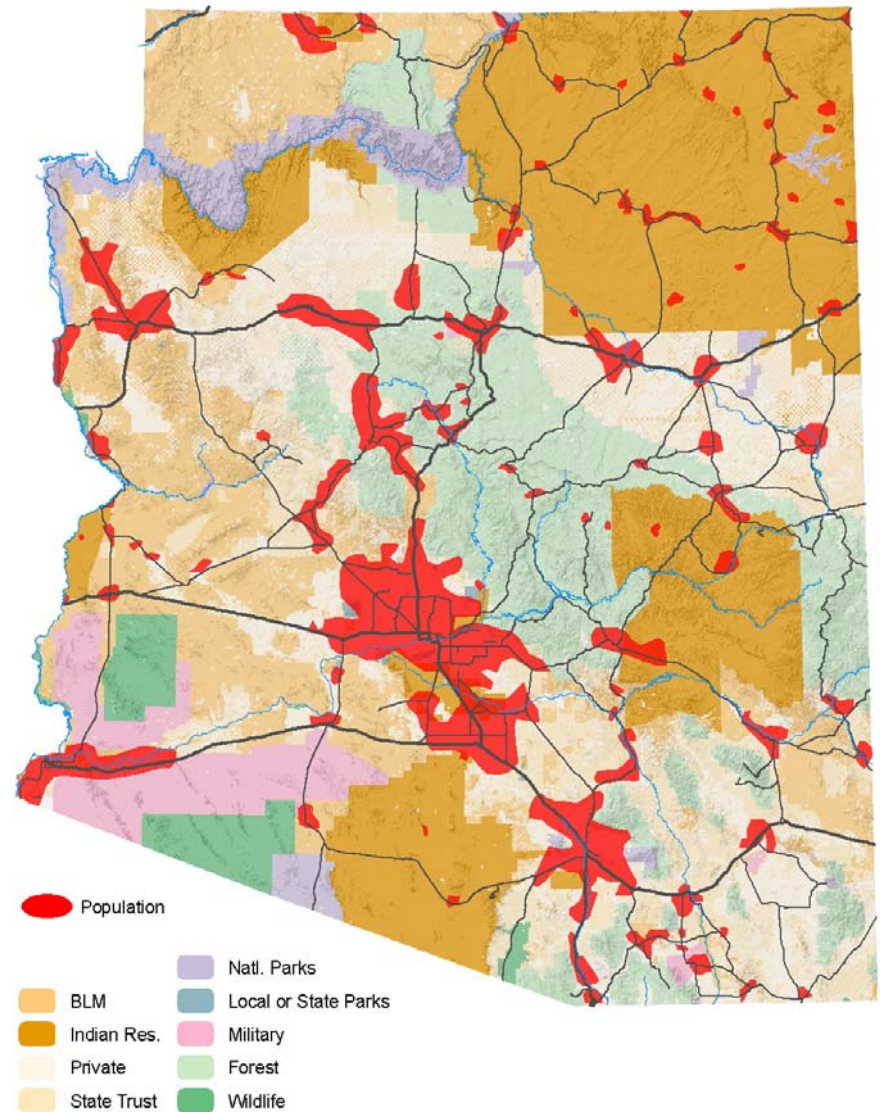 Population
BLM
Indian Res.
Private
State Trust
Natl. Parks
Local or State Parks
Military
Forest
Wildlife